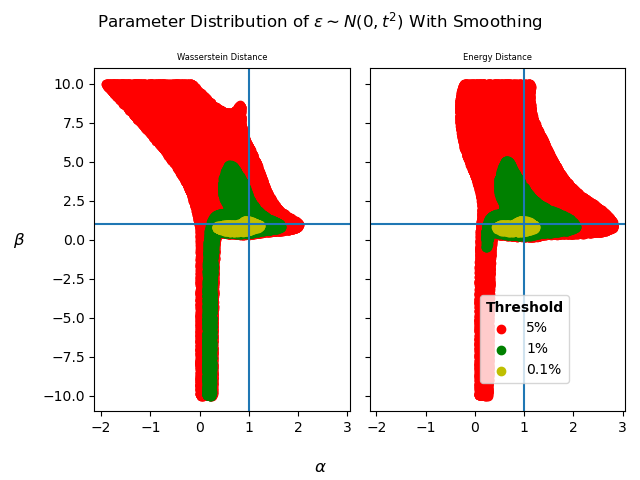 Parameter Distribution of ε ~ N(0, t²) With Smoothing
Wasserstein Distance
Energy Distance
10.0
7.5
5.0
2.5
0.0
−2.5
−5.0
−7.5
−10.0
β
−2 −1 0 1 2 3
−2 −1 0 1 2 3
Threshold
5%
1%
0.1%
α